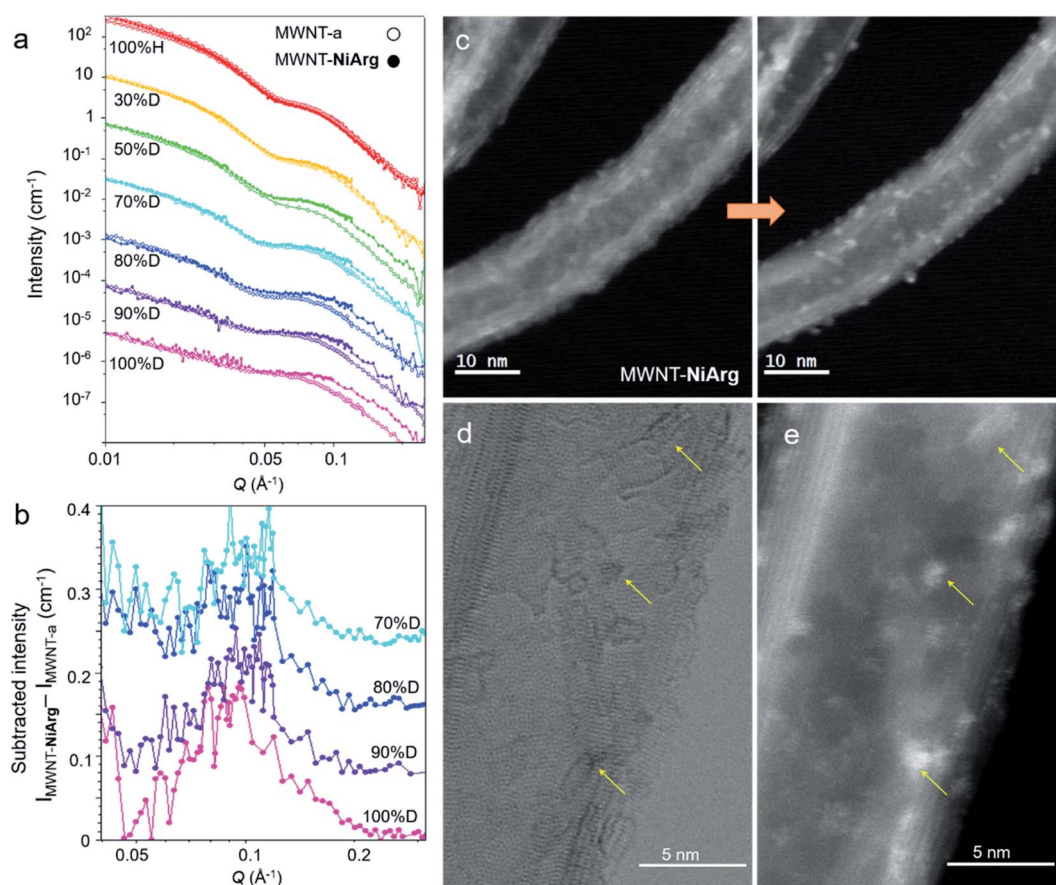 a
MWNT-a
MWNT-NiArg
100%H
30%D
50%D
70%D
80%D
90%D
100%D
10²
10
1
10⁻¹
10⁻²
10⁻³
10⁻⁴
10⁻⁵
10⁻⁶
10⁻⁷
Intensity (cm⁻¹)
0.01
0.05
0.1
Q (Å⁻¹)
b
0.4
0.3
0.2
0.1
0
Subtracted intensity
I MWNT-NiArg — I MWNT-a (cm⁻¹)
70%D
80%D
90%D
100%D
0.05
0.1
0.2
Q (Å⁻¹)
c
10 nm
MWNT-NiArg
10 nm
d
5 nm
e
5 nm